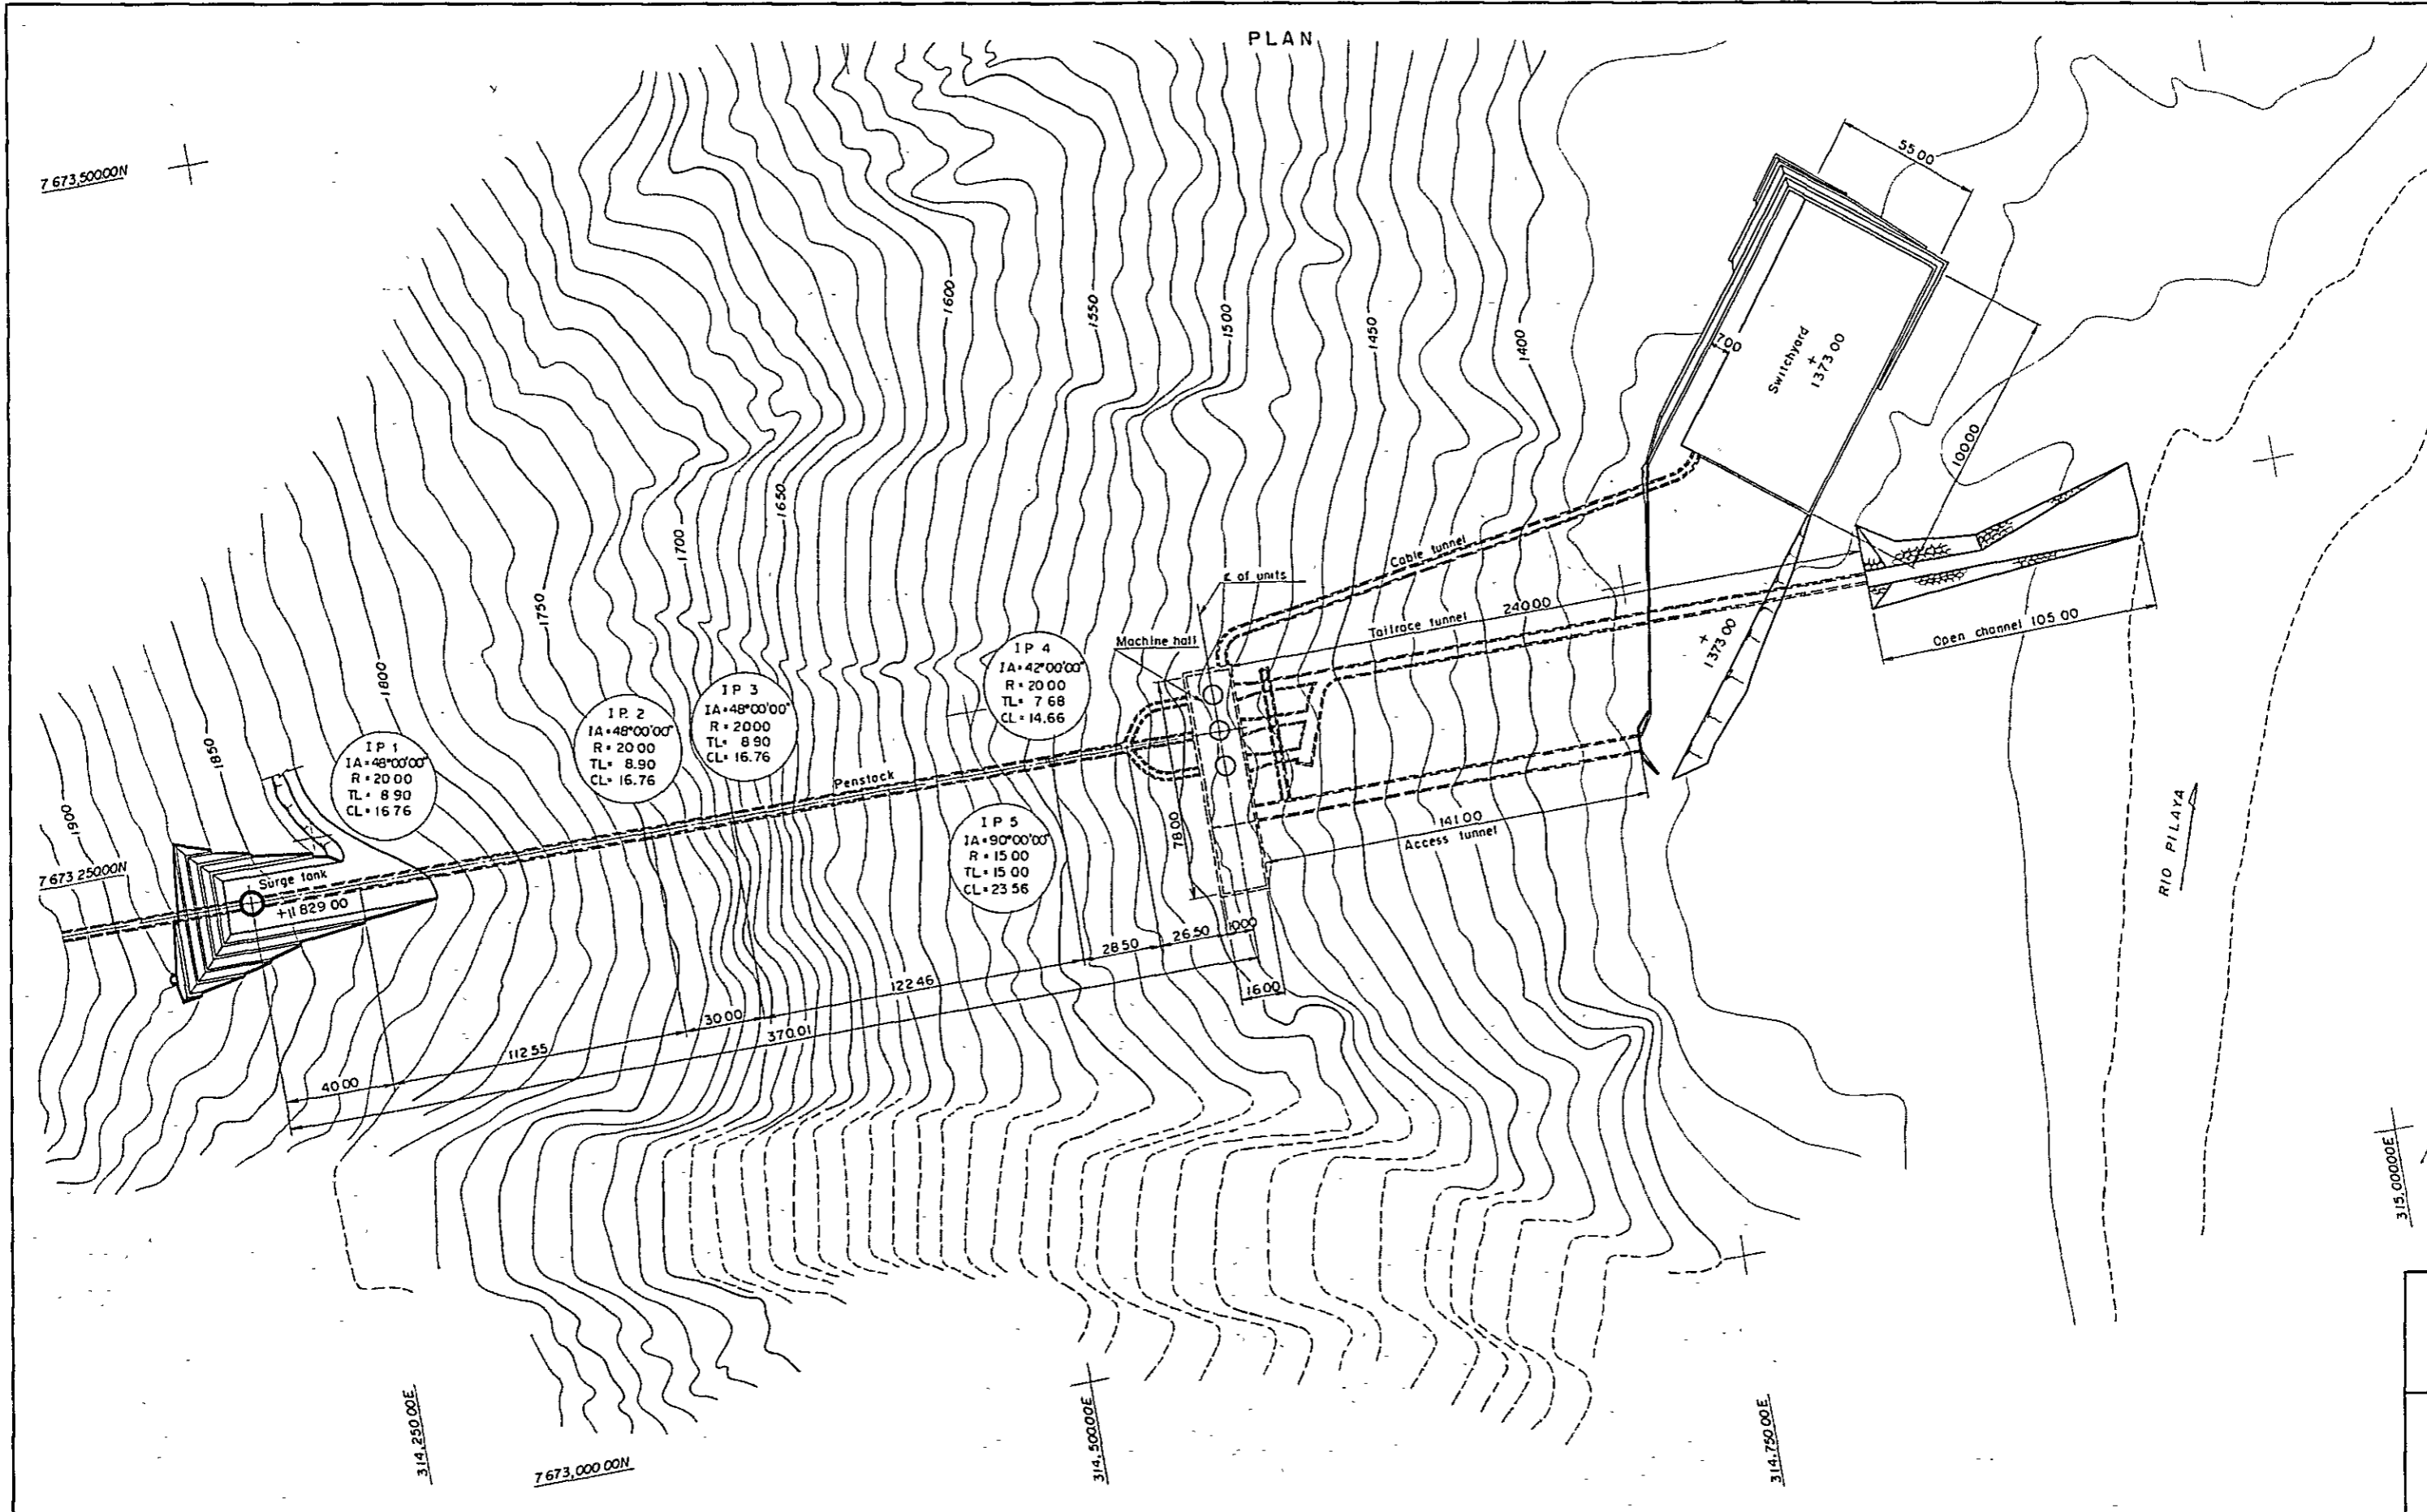 PLAN
7 673,500.00N
55.00
1600
1550
1500
1450
1400
700
Switchyard
+
1373 00
100.00
1650
1700
1750
Cable tunnel
℄ of units
Tailrace tunnel
240.00
Machine hall
+
1373 00
Open channel 105 00
I P 4
IA=42°00'00"
R = 20 00
TL= 7 68
CL= 14.66
I P 3
IA=48°00'00"
R = 20 00
TL= 8 90
CL= 16.76
I P. 2
IA=48°00'00"
R = 20 00
TL= 8.90
CL= 16.76
I P 1
IA=48°00'00"
R = 20 00
TL = 8 90
CL= 16 76
1800
1850
1900
Penstock
78.00
I P 5
IA=90°00'00"
R = 15 00
TL= 15 00
CL= 23 56
141.00
Access tunnel
RIO PILAYA
7 673 250.00N
Surge tank
+11 829 00
28.50
26.50
10.00
122 46
16.00
30.00
370.01
112 55
40 00
315,000.00E
314,250 00E
314,500.00E
314,750 00E
7 673,000 00N